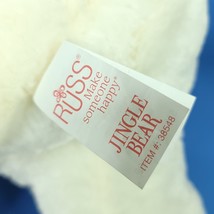 RUSS®
Make
someone
happy®
JINGLE
BEAR
ITEM #: 38548